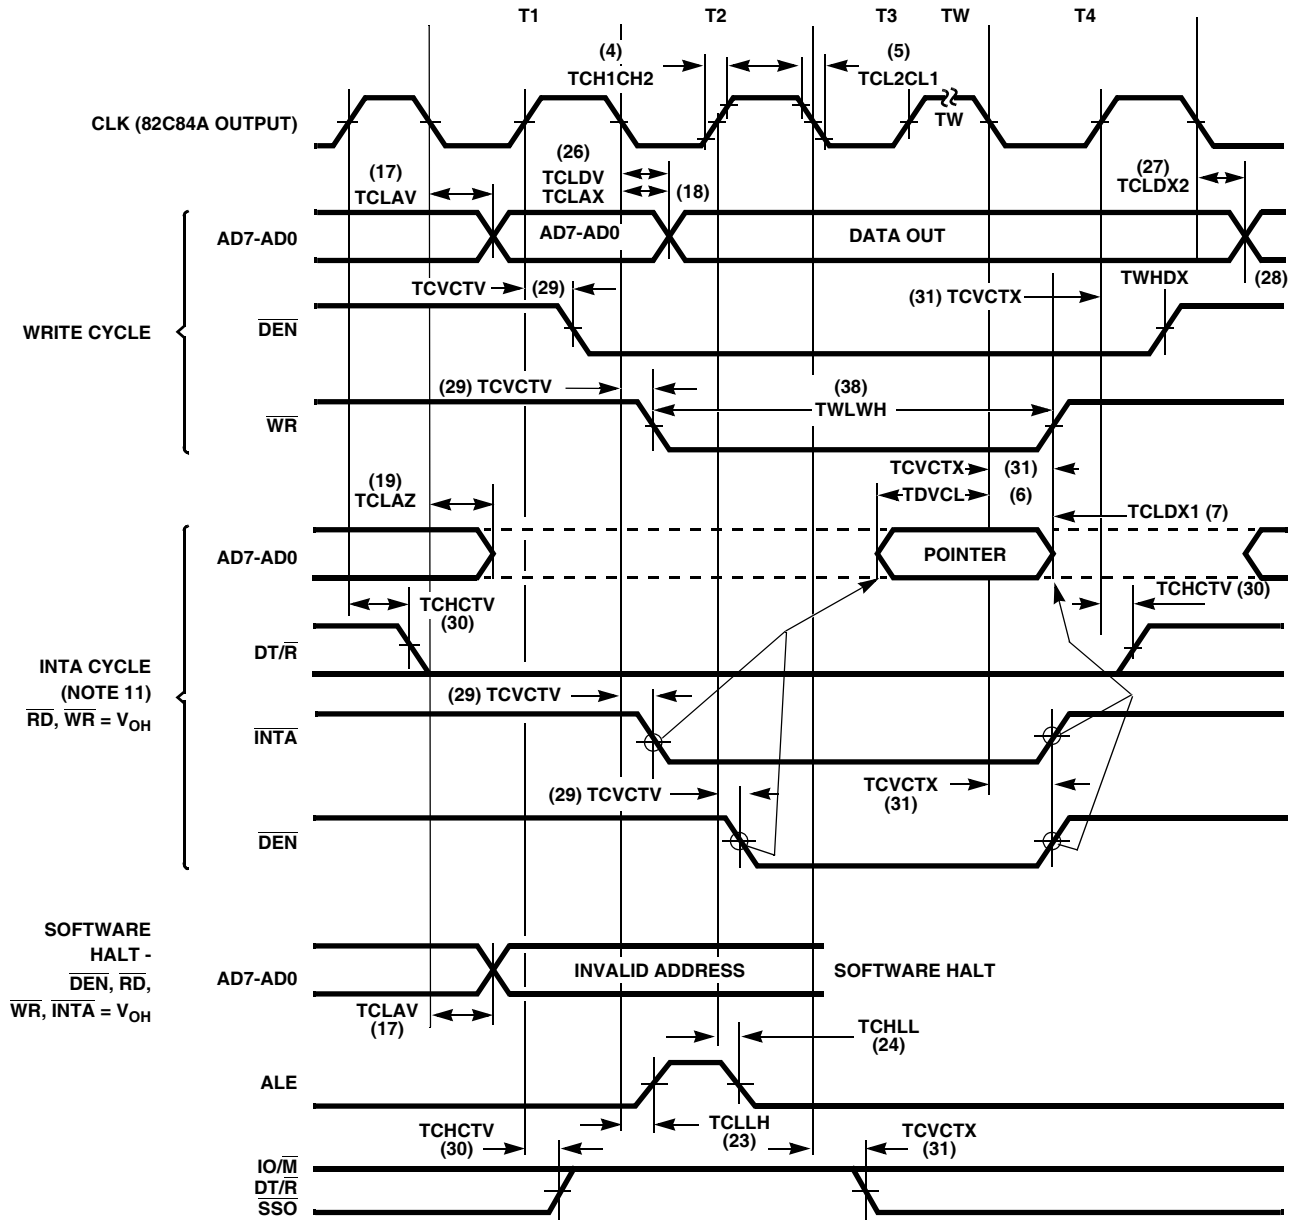 T1 T2 T3 TW T4
(4) (5)
TCH1CH2 TCL2CL1
CLK (82C84A OUTPUT) TW
(17) (26) (27)
TCLAV TCLDV TCLDX2
TCLAX (18)
AD7-AD0 AD7-AD0 DATA OUT
TCVCTV (29) (31) TCVCTX TWHDX (28)
WRITE CYCLE
DEN
(29) TCVCTV (38)
TWLWH
WR
TCVCTX (31)
(19) TDVCL (6)
TCLAZ TCLDX1 (7)
AD7-AD0 POINTER
TCHCTV TCHCTV (30)
(30)
DT/R
INTA CYCLE
(NOTE 11)
RD, WR = VOH
(29) TCVCTV
INTA
TCVCTX
(31)
(29) TCVCTV
DEN
SOFTWARE
HALT -
DEN, RD,
WR, INTA = VOH
AD7-AD0 INVALID ADDRESS SOFTWARE HALT
TCLAV
(17)
TCHLL
(24)
ALE
TCLLH
(23)
TCHCTV
(30)
TCVCTX
(31)
IO/M
DT/R
SSO